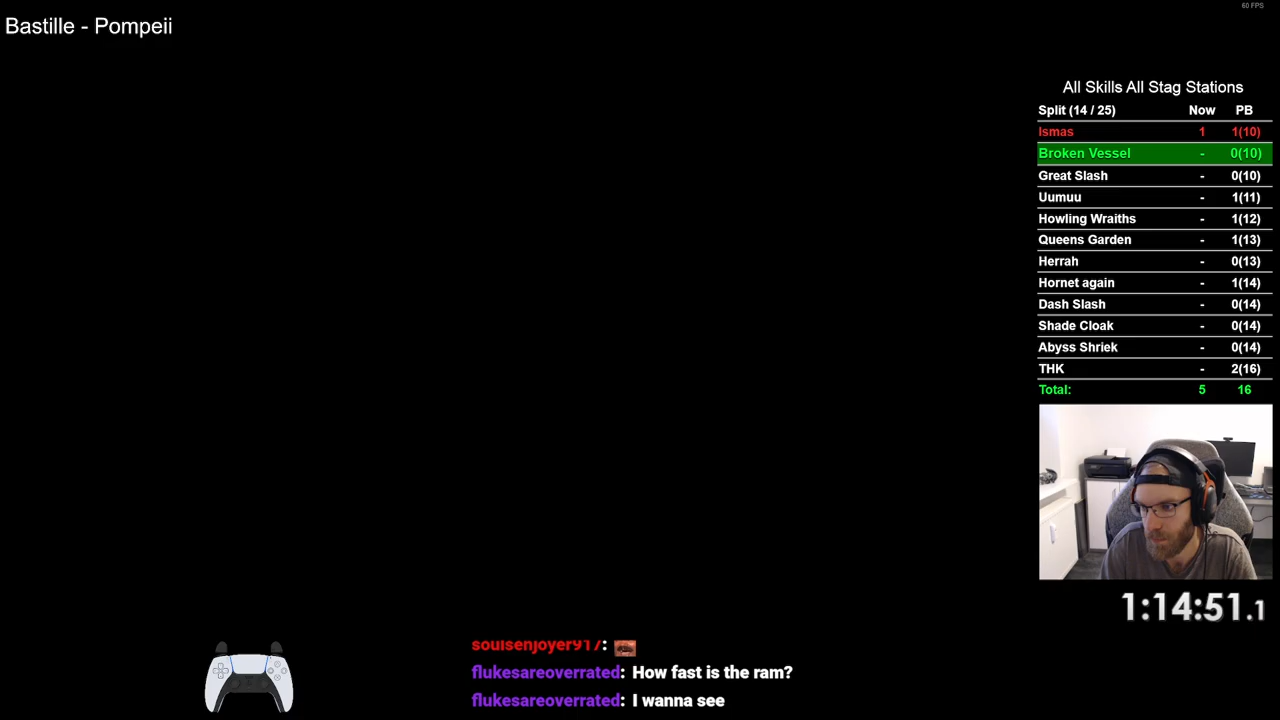 60 FPS
Bastille - Pompeii
All Skills All Stag Stations
Split (14 / 25) Now PB
Ismas 1 1(10)
Broken Vessel - 0(10)
Great Slash - 0(10)
Uumuu - 1(11)
Howling Wraiths - 1(12)
Queens Garden - 1(13)
Herrah - 0(13)
Hornet again - 1(14)
Dash Slash - 0(14)
Shade Cloak - 0(14)
Abyss Shriek - 0(14)
THK - 2(16)
Total: 5 16
1:14:51.1
soulsenjoyer917:
flukesareoverrated: How fast is the ram?
flukesareoverrated: I wanna see